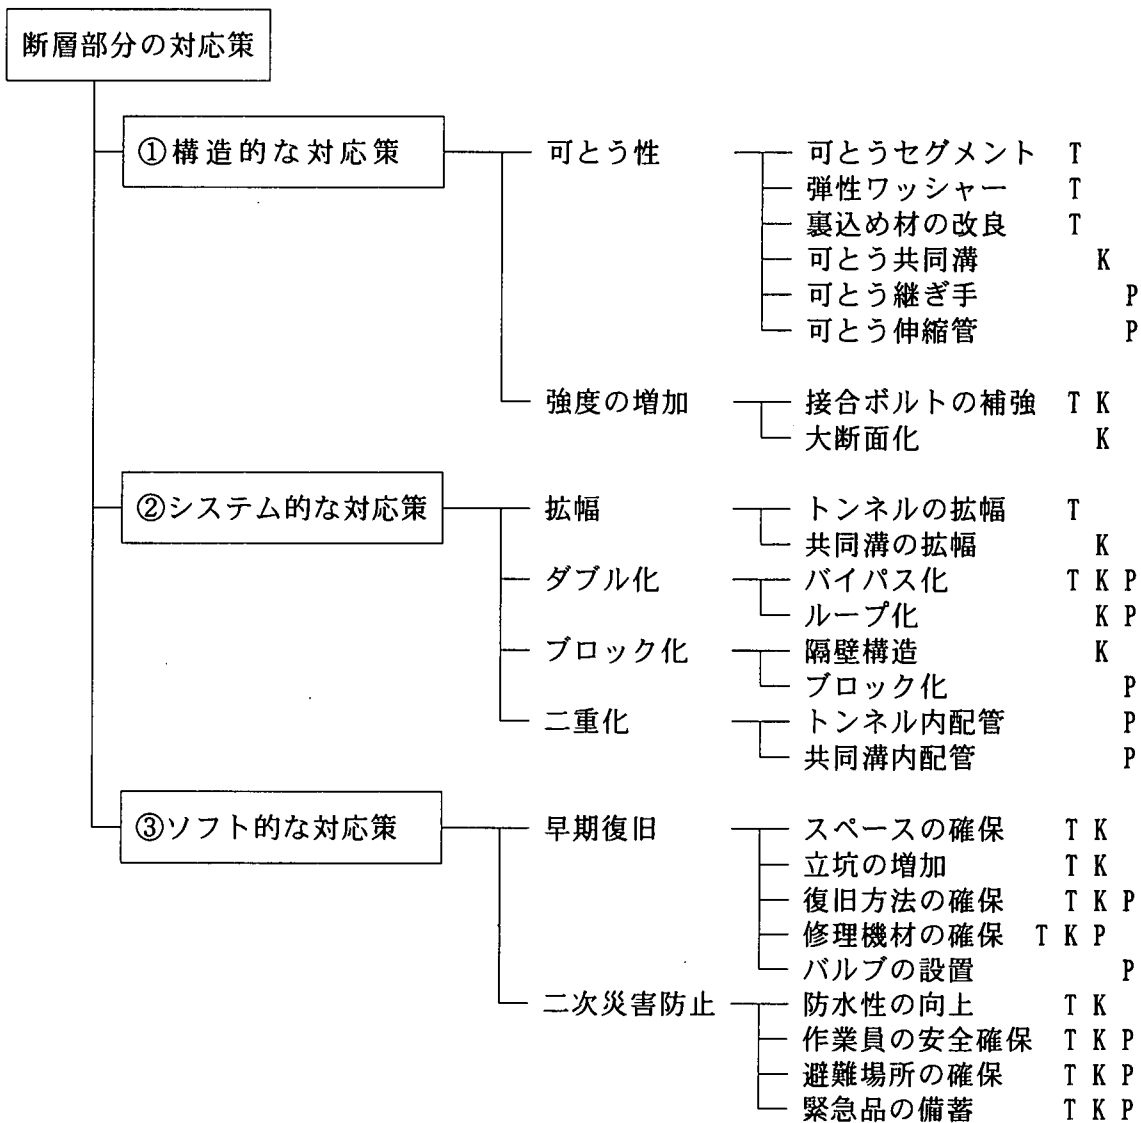 断層部分の対応策
①構造的な対応策 可とう性 可とうセグメント T
弾性ワッシャー T
裏込め材の改良 T
可とう共同溝 K
可とう継ぎ手 P
可とう伸縮管 P
強度の増加 接合ボルトの補強 T K
大断面化 K
②システム的な対応策 拡幅 トンネルの拡幅 T
共同溝の拡幅 K
ダブル化 バイパス化 T K P
ループ化 K P
ブロック化 隔壁構造 K
ブロック化 P
二重化 トンネル内配管 P
共同溝内配管 P
③ソフト的な対応策 早期復旧 スペースの確保 T K
立坑の増加 T K
復旧方法の確保 T K P
修理機材の確保 T K P
バルブの設置 P
二次災害防止 防水性の向上 T K
作業員の安全確保 T K P
避難場所の確保 T K P
緊急品の備蓄 T K P